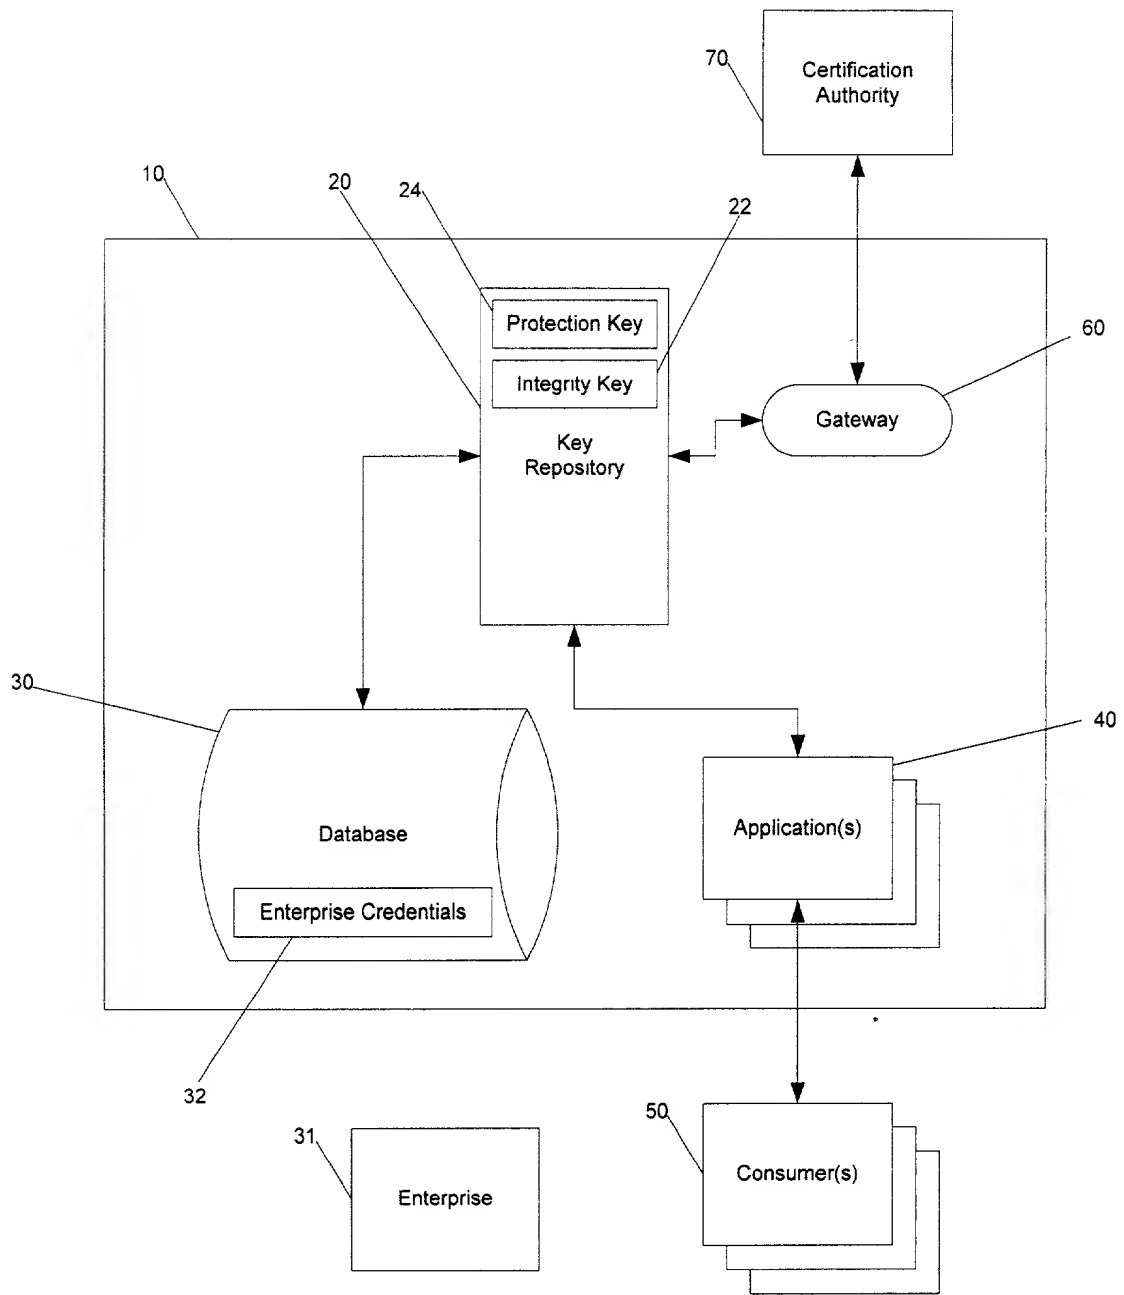 70
Certification
Authority
10
20
24
22
Protection Key
60
Integrity Key
Gateway
Key
Repository
30
40
Database
Application(s)
Enterprise Credentials
32
31
50
Enterprise
Consumer(s)